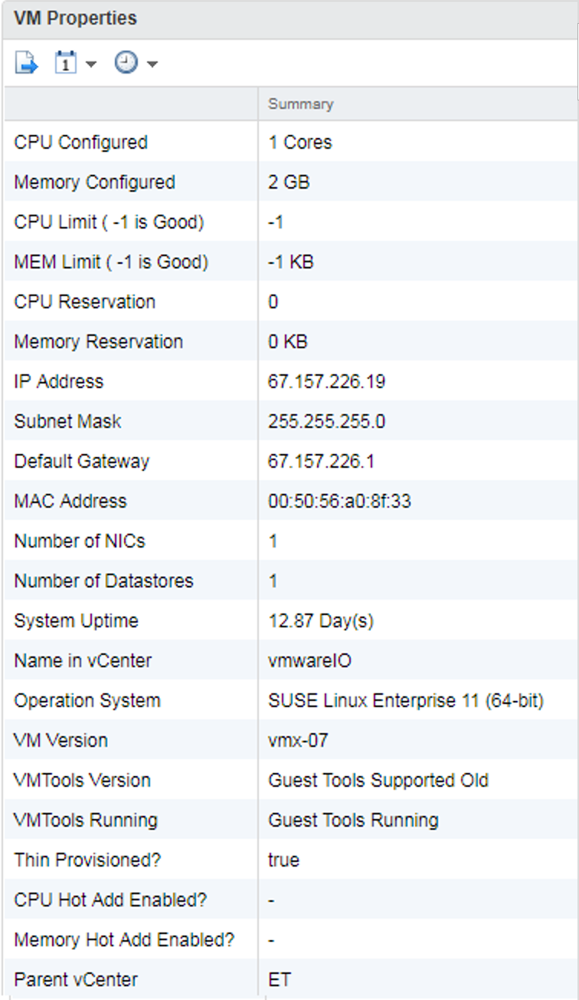 VM Properties
1
Summary
CPU Configured 1 Cores
Memory Configured 2 GB
CPU Limit ( -1 is Good) -1
MEM Limit ( -1 is Good) -1 KB
CPU Reservation 0
Memory Reservation 0 KB
IP Address 67.157.226.19
Subnet Mask 255.255.255.0
Default Gateway 67.157.226.1
MAC Address 00:50:56:a0:8f:33
Number of NICs 1
Number of Datastores 1
System Uptime 12.87 Day(s)
Name in vCenter vmwareIO
Operation System SUSE Linux Enterprise 11 (64-bit)
VM Version vmx-07
VMTools Version Guest Tools Supported Old
VMTools Running Guest Tools Running
Thin Provisioned? true
CPU Hot Add Enabled? -
Memory Hot Add Enabled? -
Parent vCenter ET